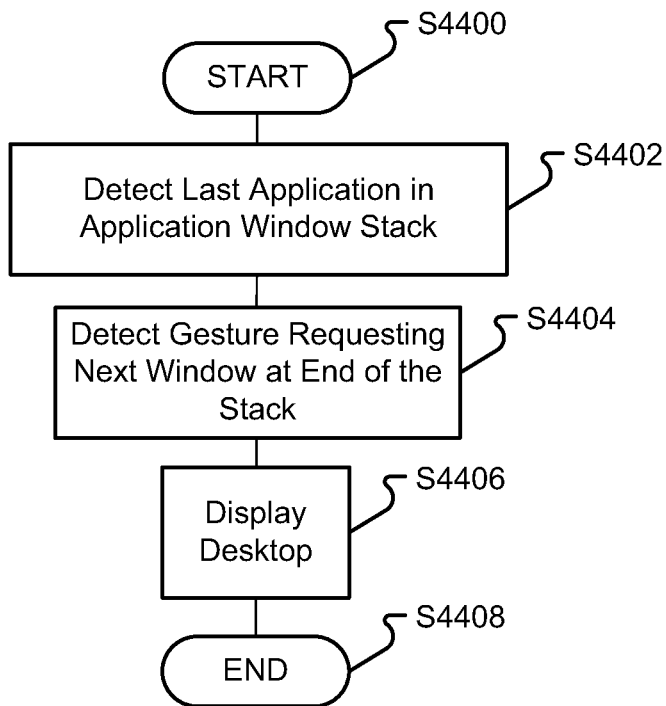 S4400
START
S4402
Detect Last Application in
Application Window Stack
S4404
Detect Gesture Requesting
Next Window at End of the
Stack
S4406
Display
Desktop
S4408
END